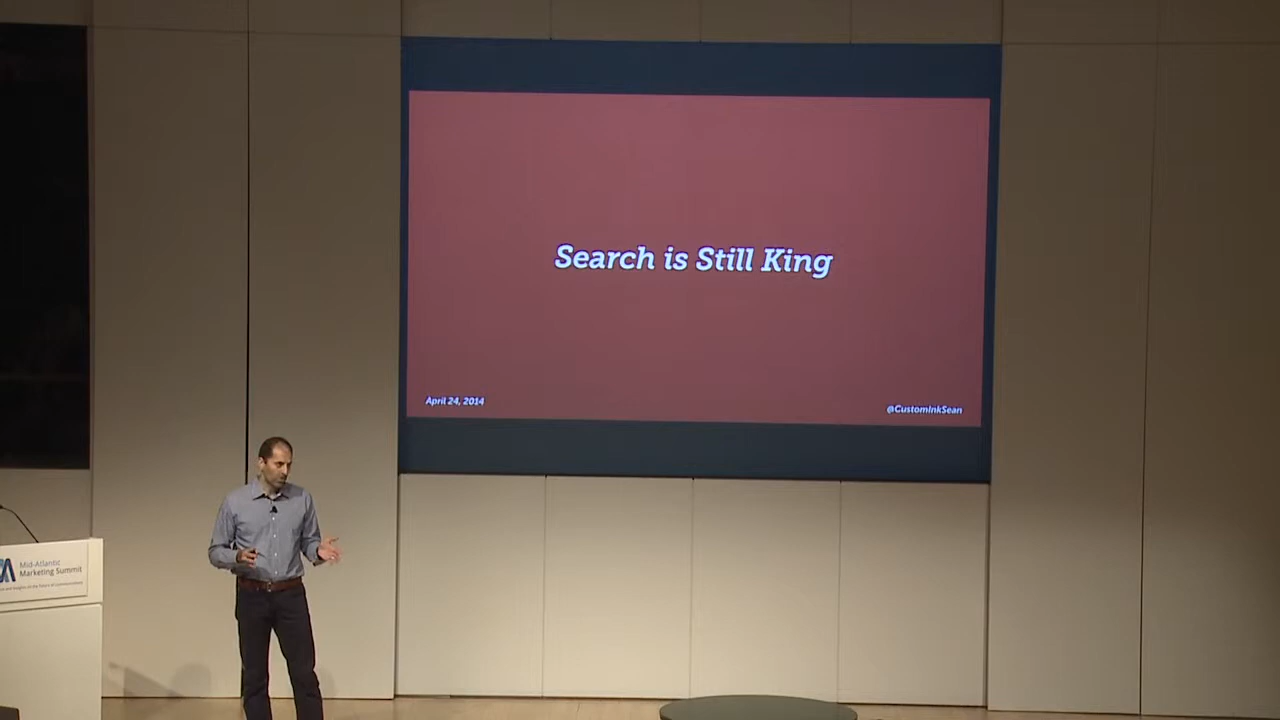 Search is Still King
April 24, 2014
@CustomInkSean
Mid-Atlantic
Marketing Summit